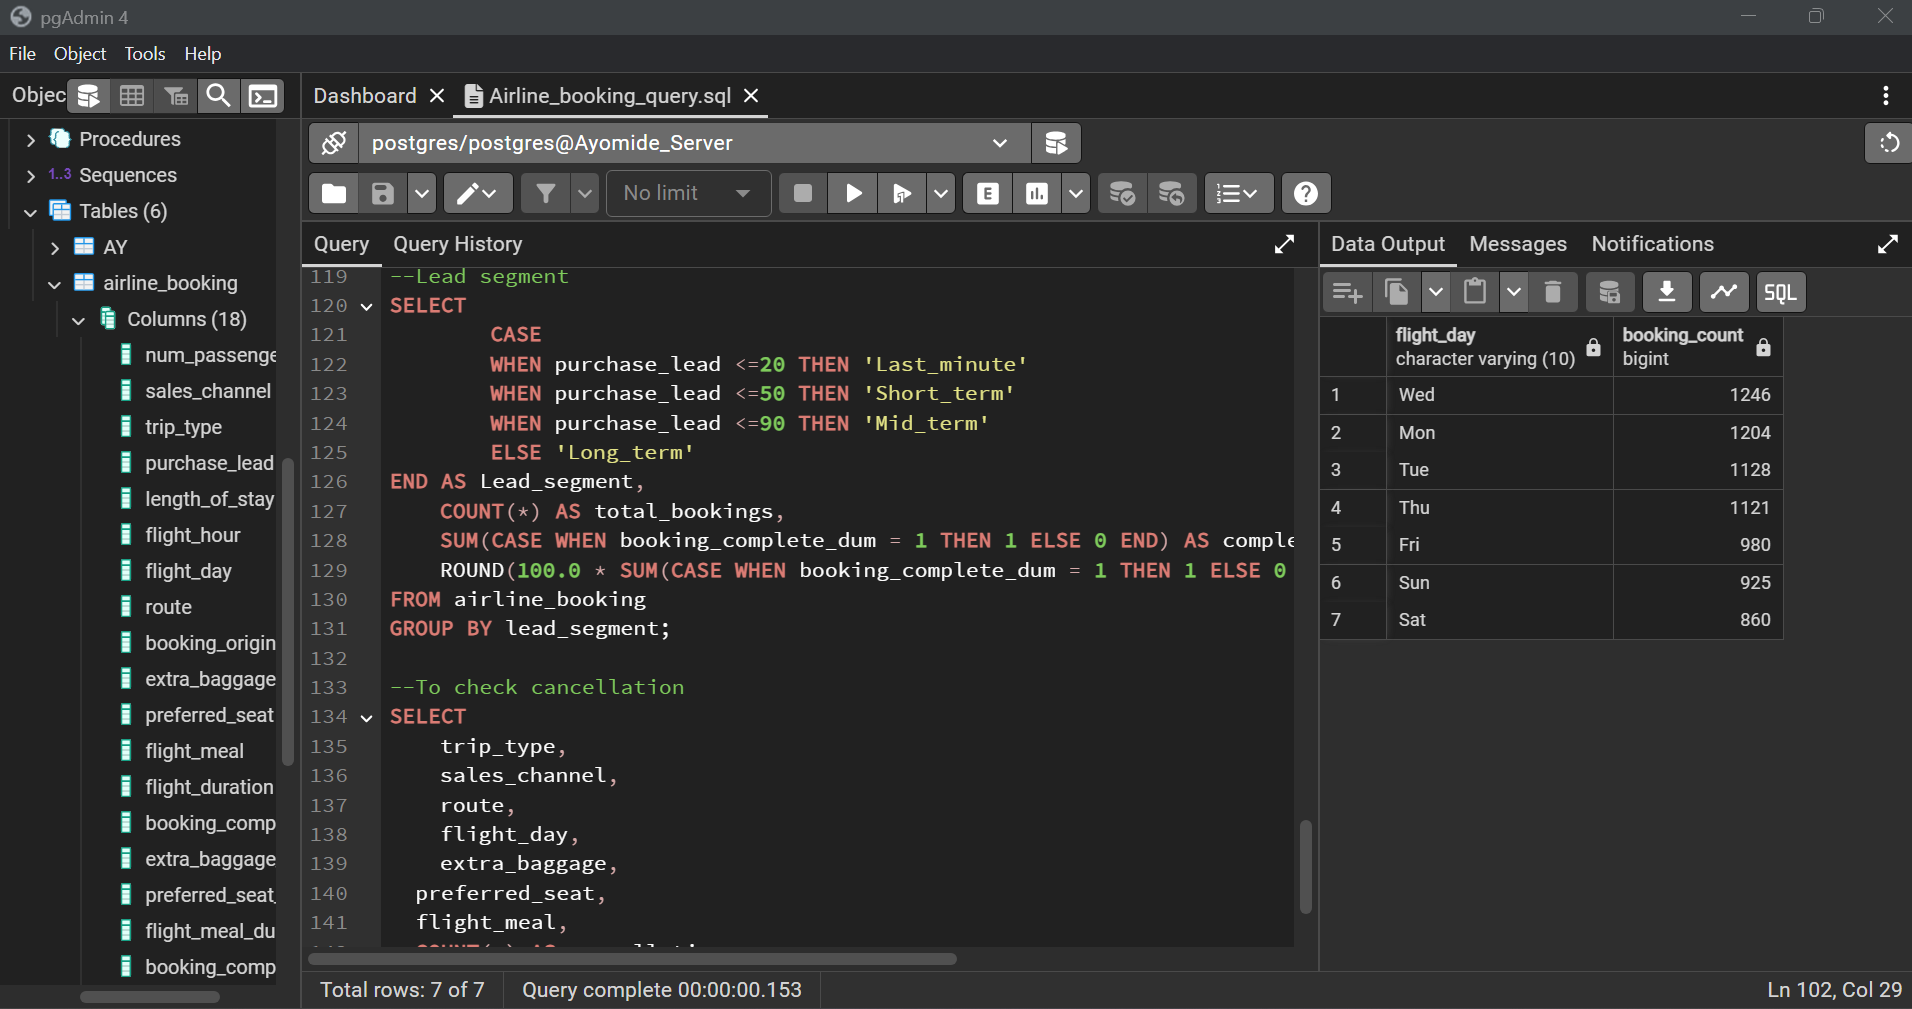 pgAdmin 4
File Object Tools Help
Objec
Dashboard
Airline_booking_query.sql
Procedures
1..3 Sequences
Tables (6)
AY
airline_booking
Columns (18)
num_passenge
sales_channel
trip_type
purchase_lead
length_of_stay
flight_hour
flight_day
route
booking_origin
extra_baggage
preferred_seat
flight_meal
flight_duration
booking_comp
extra_baggage
preferred_seat_
flight_meal_du
booking_comp
postgres/postgres@Ayomide_Server
No limit
E
Query Query History
119 --Lead segment
120 SELECT
121 CASE
122 WHEN purchase_lead <=20 THEN 'Last_minute'
123 WHEN purchase_lead <=50 THEN 'Short_term'
124 WHEN purchase_lead <=90 THEN 'Mid_term'
125 ELSE 'Long_term'
126 END AS Lead_segment,
127 COUNT(*) AS total_bookings,
128 SUM(CASE WHEN booking_complete_dum = 1 THEN 1 ELSE 0 END) AS comple
129 ROUND(100.0 * SUM(CASE WHEN booking_complete_dum = 1 THEN 1 ELSE 0
130 FROM airline_booking
131 GROUP BY lead_segment;
132
133 --To check cancellation
134 SELECT
135 trip_type,
136 sales_channel,
137 route,
138 flight_day,
139 extra_baggage,
140 preferred_seat,
141 flight_meal,
Data Output Messages Notifications
SQL
flight_day booking_count
character varying (10) bigint
1 Wed 1246
2 Mon 1204
3 Tue 1128
4 Thu 1121
5 Fri 980
6 Sun 925
7 Sat 860
Total rows: 7 of 7 Query complete 00:00:00.153 Ln 102, Col 29